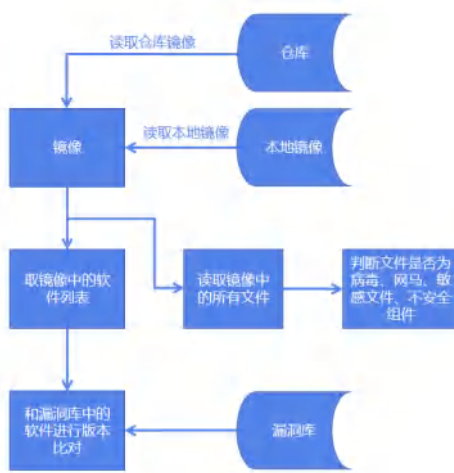 读取仓库镜像
仓库
镜像
读取本地镜像
本地镜像
取镜像中的软
件列表
读取镜像中
的所有文件
判断文件是否为
病毒、网马、敏
感文件、不安全
组件
和漏洞库中的
软件进行版本
比对
漏洞库